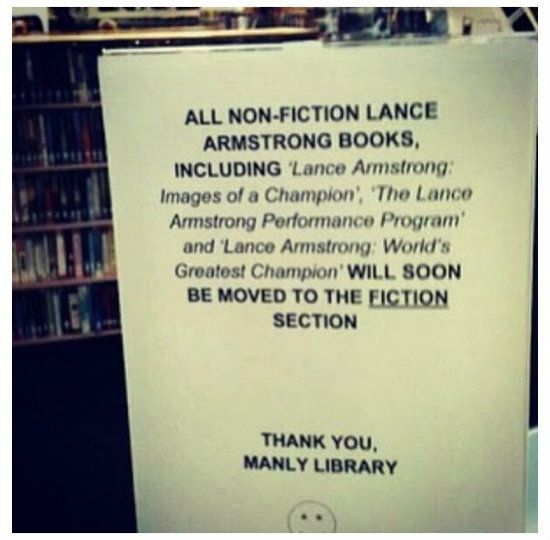 ALL NON-FICTION LANCE
ARMSTRONG BOOKS,
INCLUDING 'Lance Armstrong:
Images of a Champion', 'The Lance
Armstrong Performance Program'
and 'Lance Armstrong: World's
Greatest Champion' WILL SOON
BE MOVED TO THE FICTION
SECTION
THANK YOU,
MANLY LIBRARY